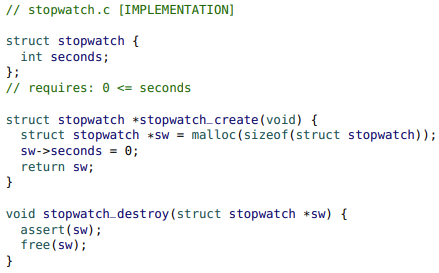 // stopwatch.c [IMPLEMENTATION]
struct stopwatch {
  int seconds;
};
// requires: 0 <= seconds
struct stopwatch *stopwatch_create(void) {
  struct stopwatch *sw = malloc(sizeof(struct stopwatch));
  sw->seconds = 0;
  return sw;
}
void stopwatch_destroy(struct stopwatch *sw) {
  assert(sw);
  free(sw);
}